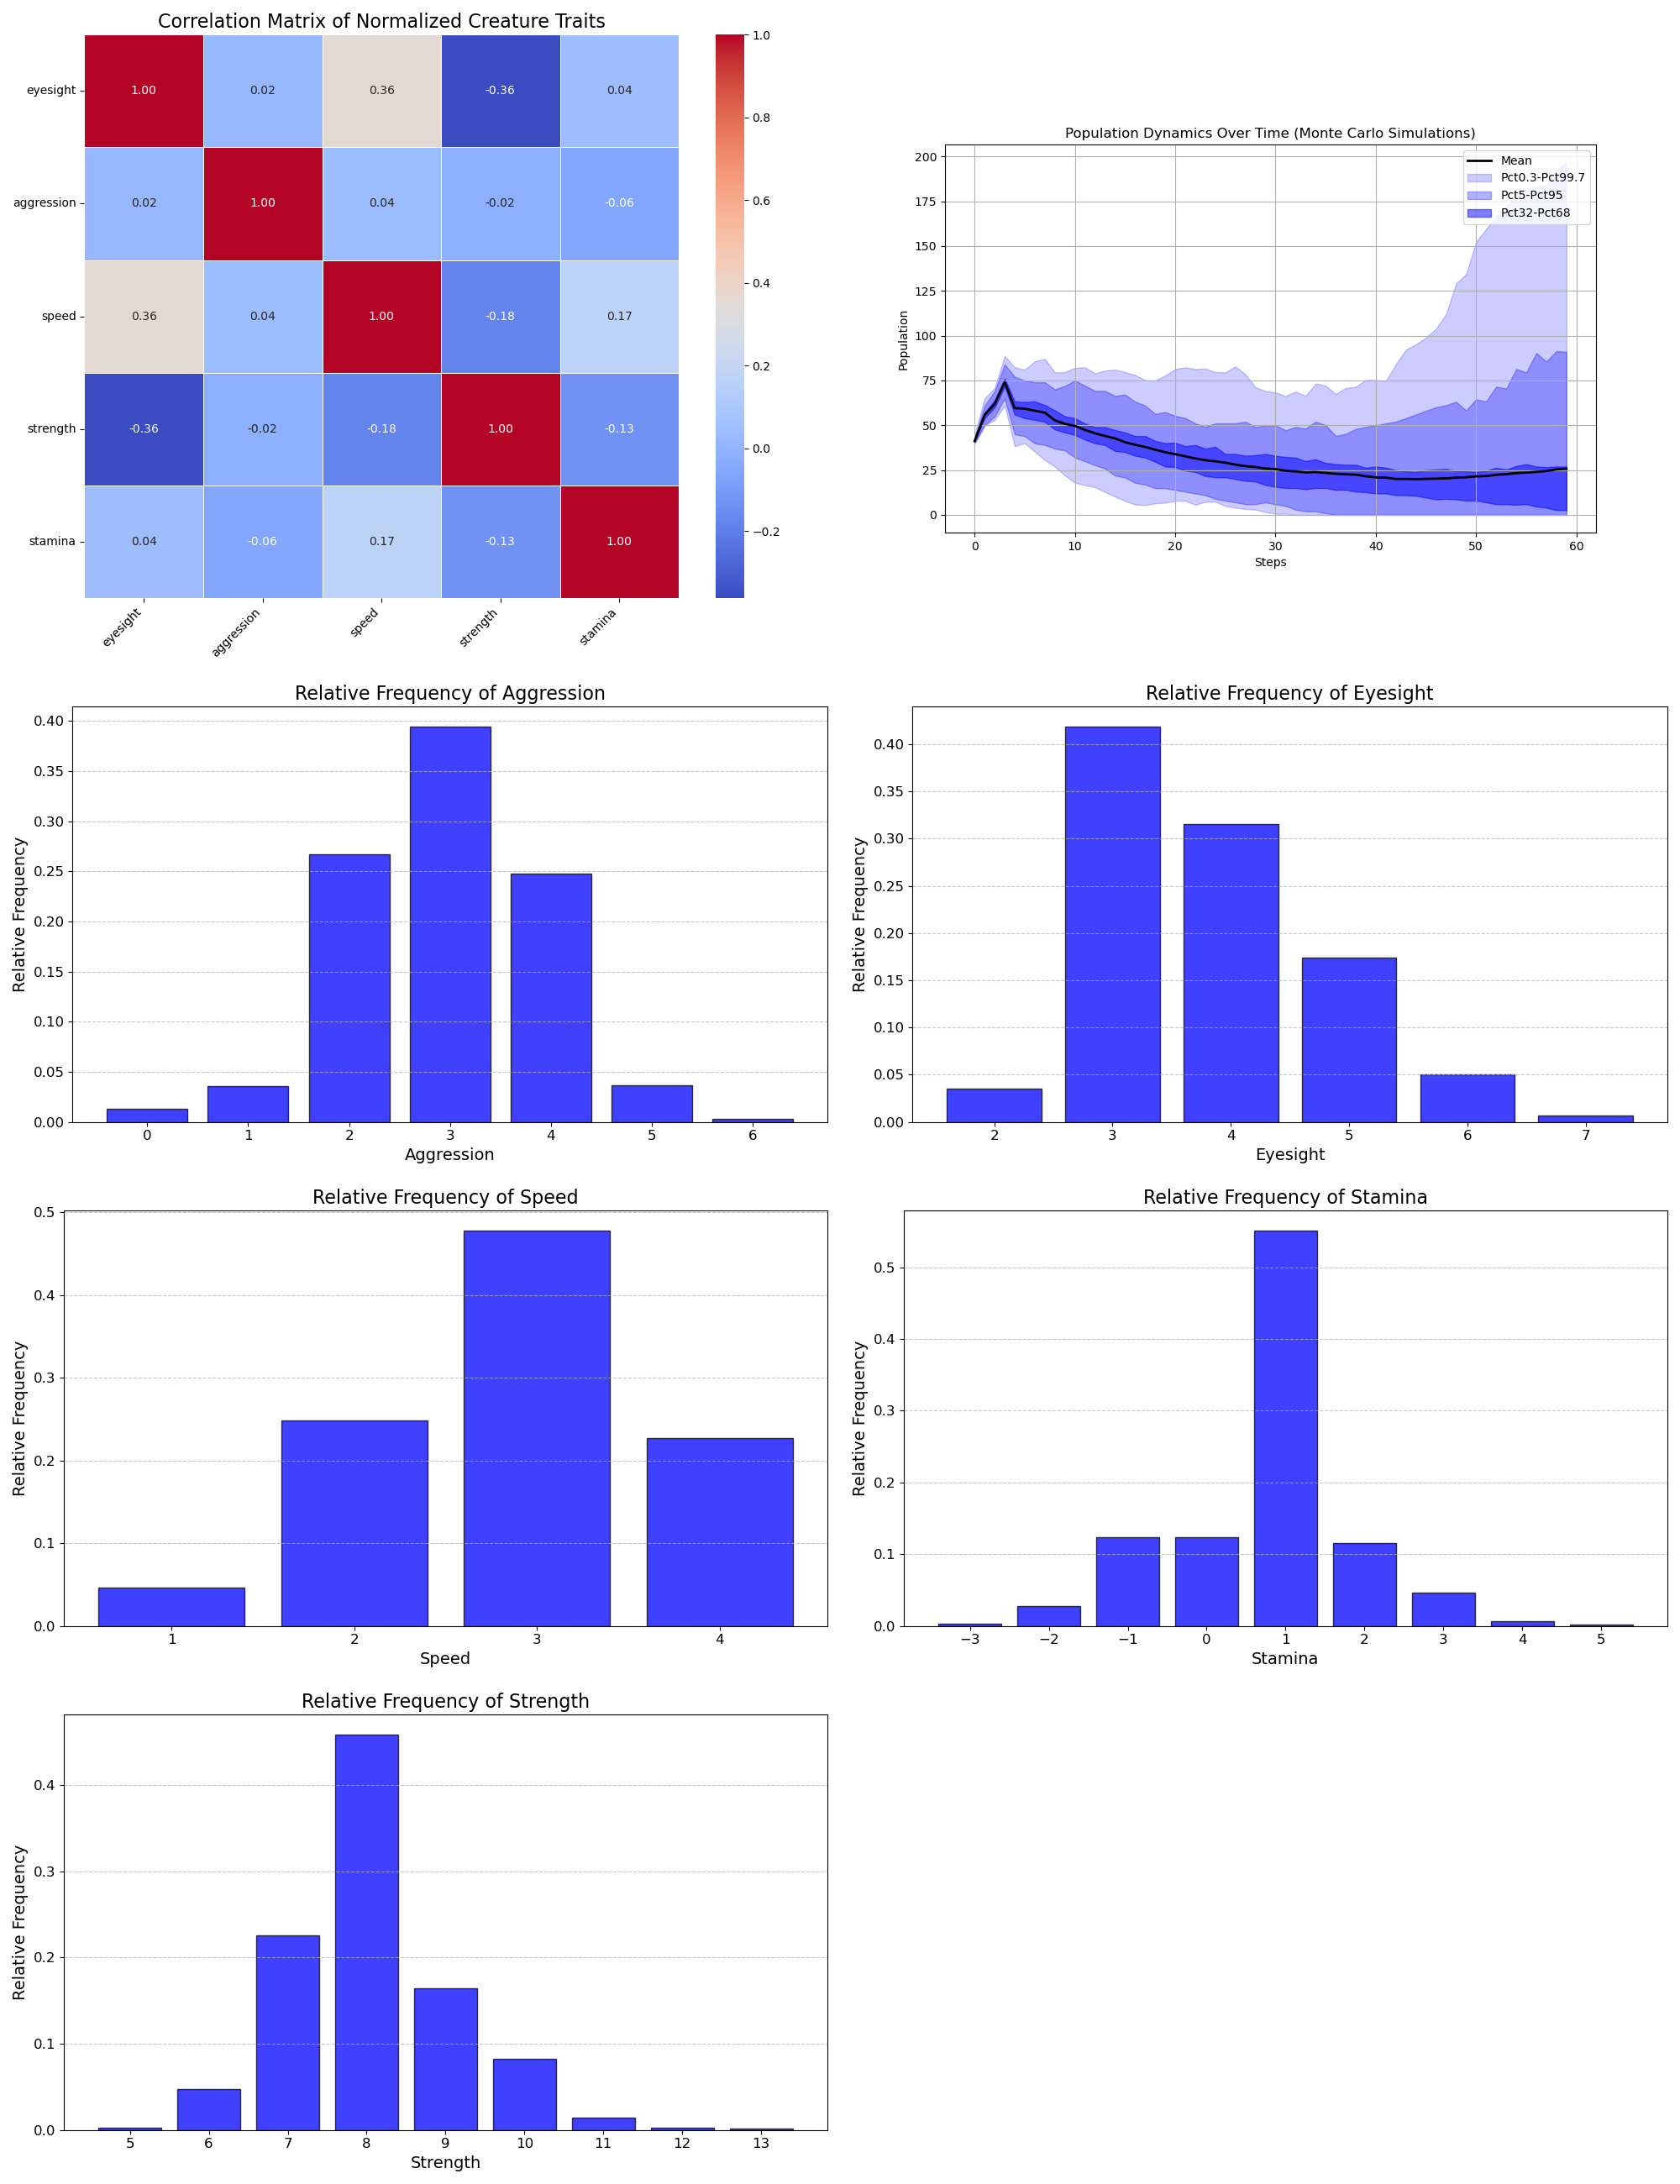 Correlation Matrix of Normalized Creature Traits
eyesight
aggression
speed
strength
stamina
1.00 0.02 0.36 -0.36 0.04
0.02 1.00 0.04 -0.02 -0.06
0.36 0.04 1.00 -0.18 0.17
-0.36 -0.02 -0.18 1.00 -0.13
0.04 -0.06 0.17 -0.13 1.00
eyesight aggression speed strength stamina
1.0
0.8
0.6
0.4
0.2
0.0
−0.2
Population Dynamics Over Time (Monte Carlo Simulations)
Mean
Pct0.3-Pct99.7
Pct5-Pct95
Pct32-Pct68
Population
200
175
150
125
100
75
50
25
0
0 10 20 30 40 50 60
Steps
Relative Frequency of Aggression
Relative Frequency
0.40
0.35
0.30
0.25
0.20
0.15
0.10
0.05
0.00
0 1 2 3 4 5 6
Aggression
Relative Frequency of Eyesight
Relative Frequency
0.40
0.35
0.30
0.25
0.20
0.15
0.10
0.05
0.00
2 3 4 5 6 7
Eyesight
Relative Frequency of Speed
Relative Frequency
0.5
0.4
0.3
0.2
0.1
0.0
1 2 3 4
Speed
Relative Frequency of Stamina
Relative Frequency
0.5
0.4
0.3
0.2
0.1
0.0
−3 −2 −1 0 1 2 3 4 5
Stamina
Relative Frequency of Strength
Relative Frequency
0.4
0.3
0.2
0.1
0.0
5 6 7 8 9 10 11 12 13
Strength